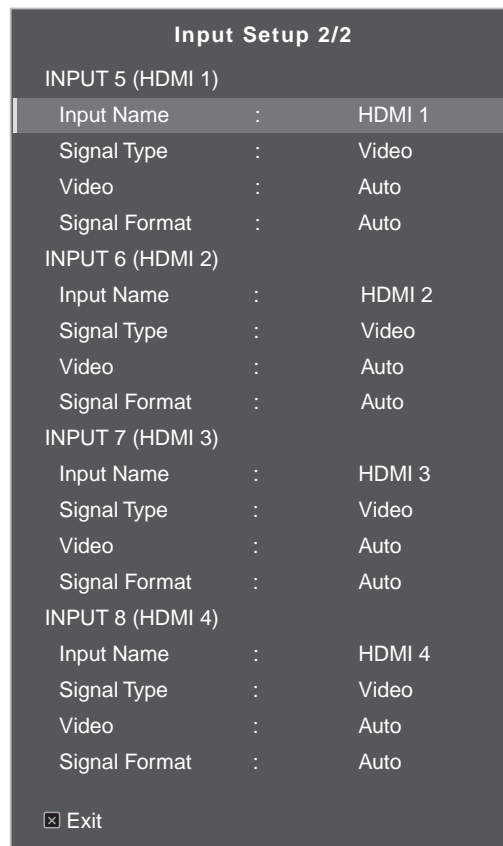 Input Setup 2/2
INPUT 5 (HDMI 1)
Input Name : HDMI 1
Signal Type : Video
Video : Auto
Signal Format : Auto
INPUT 6 (HDMI 2)
Input Name : HDMI 2
Signal Type : Video
Video : Auto
Signal Format : Auto
INPUT 7 (HDMI 3)
Input Name : HDMI 3
Signal Type : Video
Video : Auto
Signal Format : Auto
INPUT 8 (HDMI 4)
Input Name : HDMI 4
Signal Type : Video
Video : Auto
Signal Format : Auto
Exit